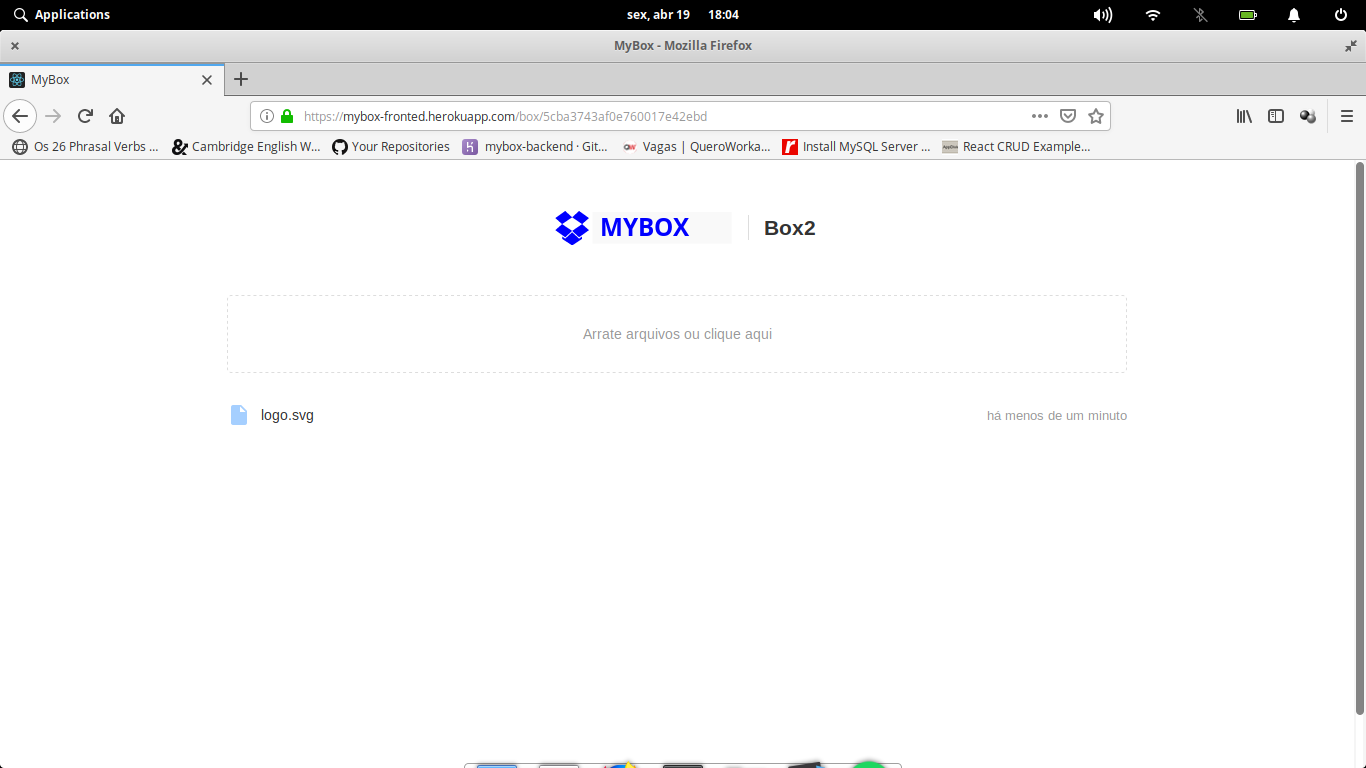 Applications
sex, abr 19 18:04
MyBox - Mozilla Firefox
MyBox
https://mybox-fronted.herokuapp.com/box/5cba3743af0e760017e42ebd
Os 26 Phrasal Verbs ... Cambridge English W... Your Repositories mybox-backend · Git... Vagas | QueroWorka... Install MySQL Server ... React CRUD Example...
MYBOX Box2
Arrate arquivos ou clique aqui
logo.svg há menos de um minuto